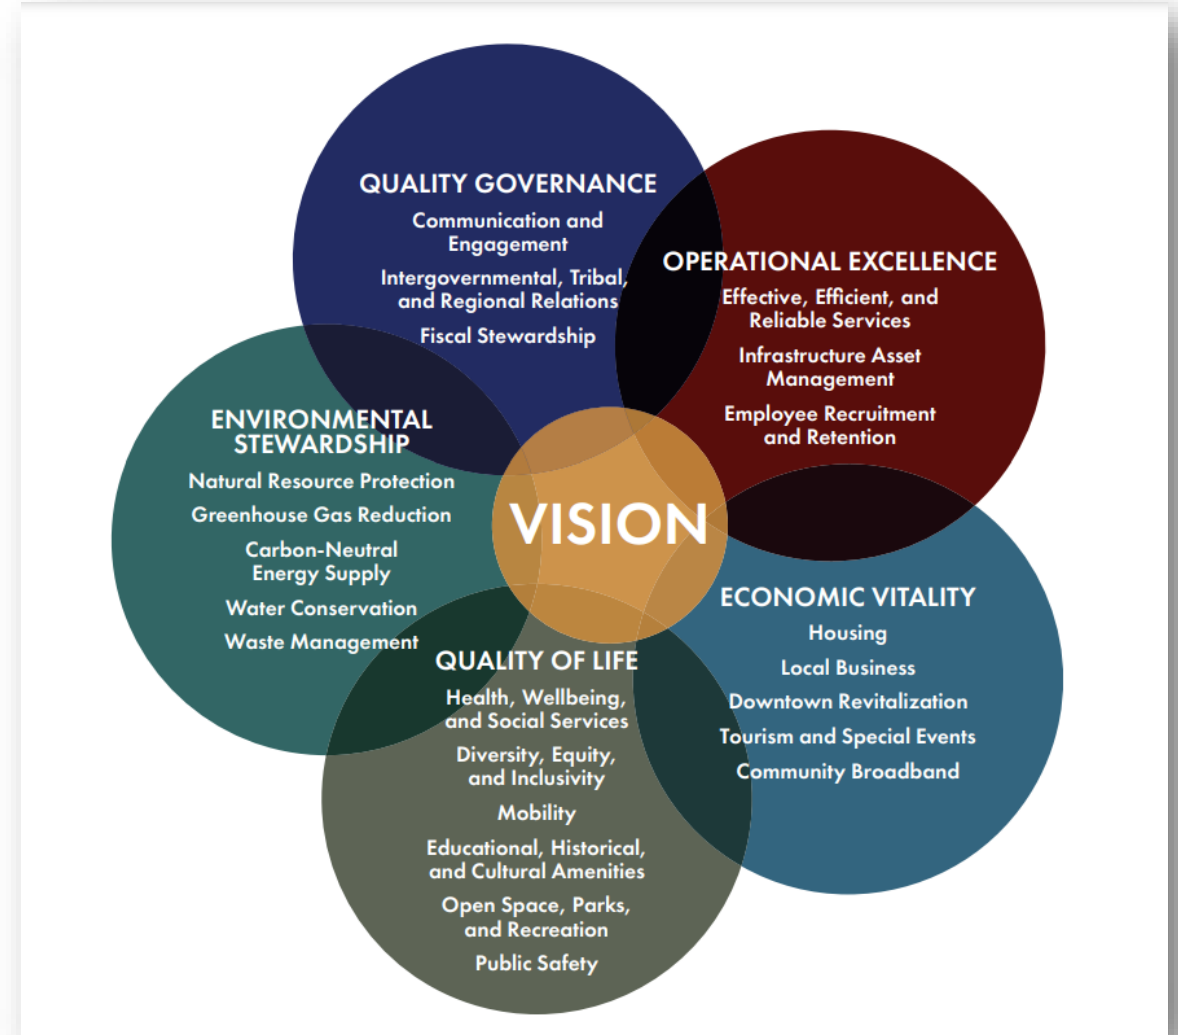 QUALITY GOVERNANCE
Communication and
Engagement
Intergovernmental, Tribal,
and Regional Relations
Fiscal Stewardship
OPERATIONAL EXCELLENCE
Effective, Efficient, and
Reliable Services
Infrastructure Asset
Management
Employee Recruitment
and Retention
ENVIRONMENTAL
STEWARDSHIP
Natural Resource Protection
Greenhouse Gas Reduction
Carbon-Neutral
Energy Supply
Water Conservation
Waste Management
VISION
ECONOMIC VITALITY
Housing
Local Business
Downtown Revitalization
Tourism and Special Events
Community Broadband
QUALITY OF LIFE
Health, Wellbeing,
and Social Services
Diversity, Equity,
and Inclusivity
Mobility
Educational, Historical,
and Cultural Amenities
Open Space, Parks,
and Recreation
Public Safety